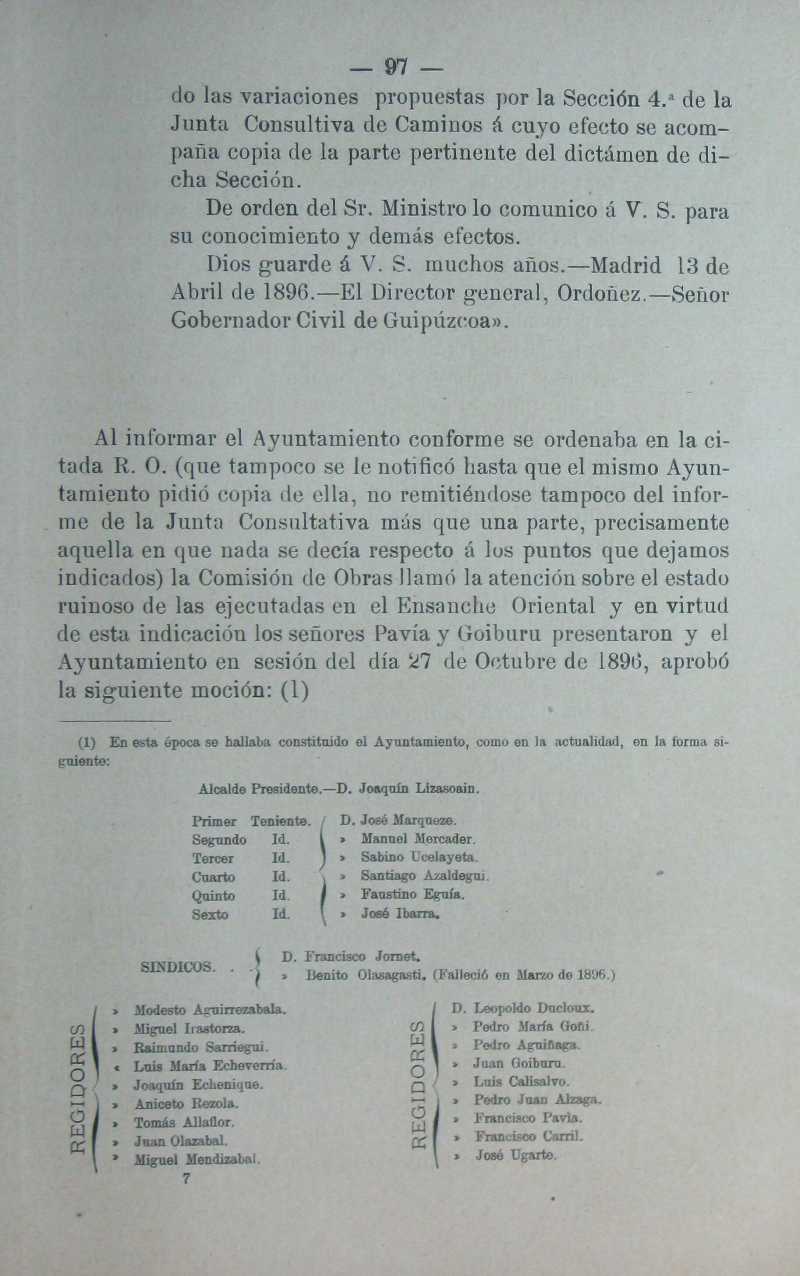 — 97 —
do las variaciones propuestas por la Sección 4.ª de la
Junta Consultiva de Caminos á cuyo efecto se acom-
paña copia de la parte pertinente del dictámen de di-
cha Sección.
De orden del Sr. Ministro lo comunico á V. S. para
su conocimiento y demás efectos.
Dios guarde á V. S. muchos años.—Madrid 13 de
Abril de 1896.—El Director general, Ordoñez.—Señor
Gobernador Civil de Guipúzcoa».
Al informar el Ayuntamiento conforme se ordenaba en la ci-
tada R. O. (que tampoco se le notificó hasta que el mismo Ayun-
tamiento pidió copia de ella, no remitiéndose tampoco del infor-
me de la Junta Consultativa más que una parte, precisamente
aquella en que nada se decía respecto á los puntos que dejamos
indicados) la Comisión de Obras llamó la atención sobre el estado
ruinoso de las ejecutadas en el Ensanche Oriental y en virtud
de esta indicación los señores Pavía y Goiburu presentaron y el
Ayuntamiento en sesión del día 27 de Octubre de 1896, aprobó
la siguiente moción: (1)
(1) En esta época se hallaba constituido el Ayuntamiento, como en la actualidad, en la forma si-
guiente:
Alcalde Presidente.—D. Joaquín Lizasoain.
Primer Teniente. D. José Marqueze.
Segundo Id. » Manuel Mercader.
Tercer Id. » Sabino Ucelayeta.
Cuarto Id. » Santiago Azaldegui.
Quinto Id. » Faustino Eguía.
Sexto Id. » José Ibarra.
SINDICOS. . . D. Francisco Jornet.
» Benito Olasagasti. (Falleció en Marzo de 1896.)
REGIDORES
» Modesto Aguirrezabala.
» Miguel Irastorza.
» Raimundo Sarriegui.
« Luis María Echeverría.
» Joaquín Echenique.
» Aniceto Rezola.
» Tomás Allaflor.
» Juan Olazabal.
» Miguel Mendizabal.
REGIDORES
D. Leopoldo Ducloux.
» Pedro María Goñi.
» Pedro Aguiñaga.
» Juan Goiburu.
» Luis Calisalvo.
» Pedro Juan Alzaga.
» Francisco Pavía.
» Francisco Carril.
» José Ugarte.
7